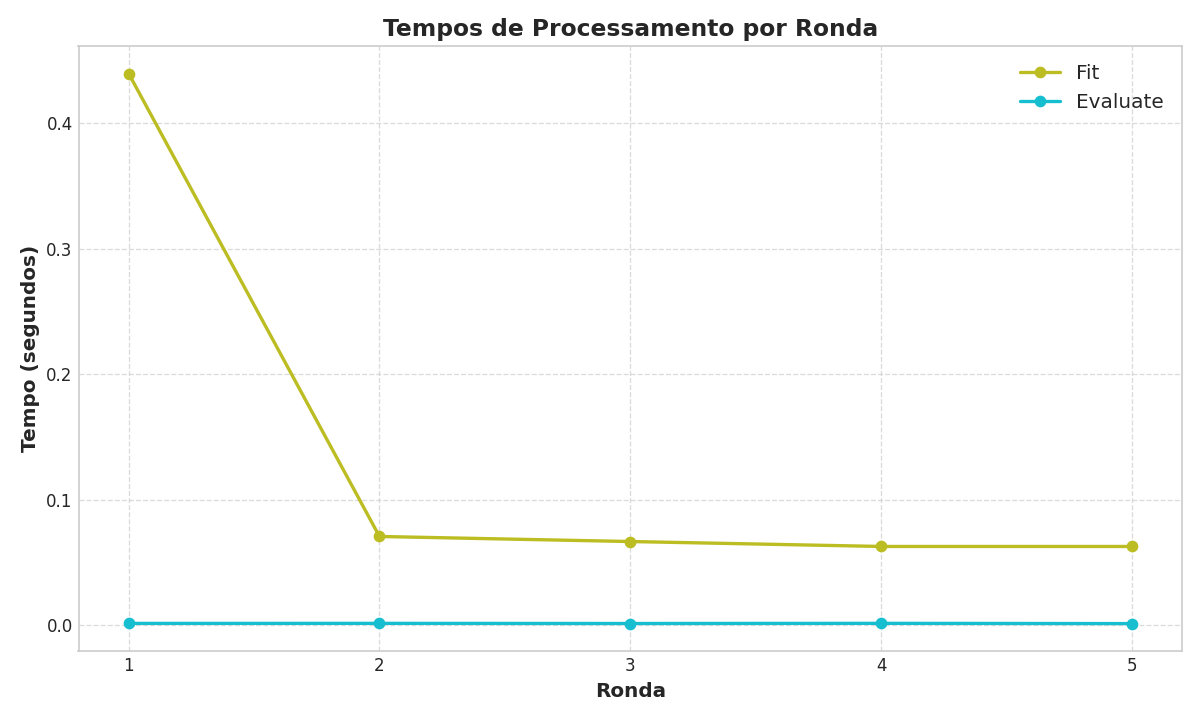 Tempos de Processamento por Ronda
Fit
Evaluate
Tempo (segundos)
0.4
0.3
0.2
0.1
0.0
1 2 3 4 5
Ronda